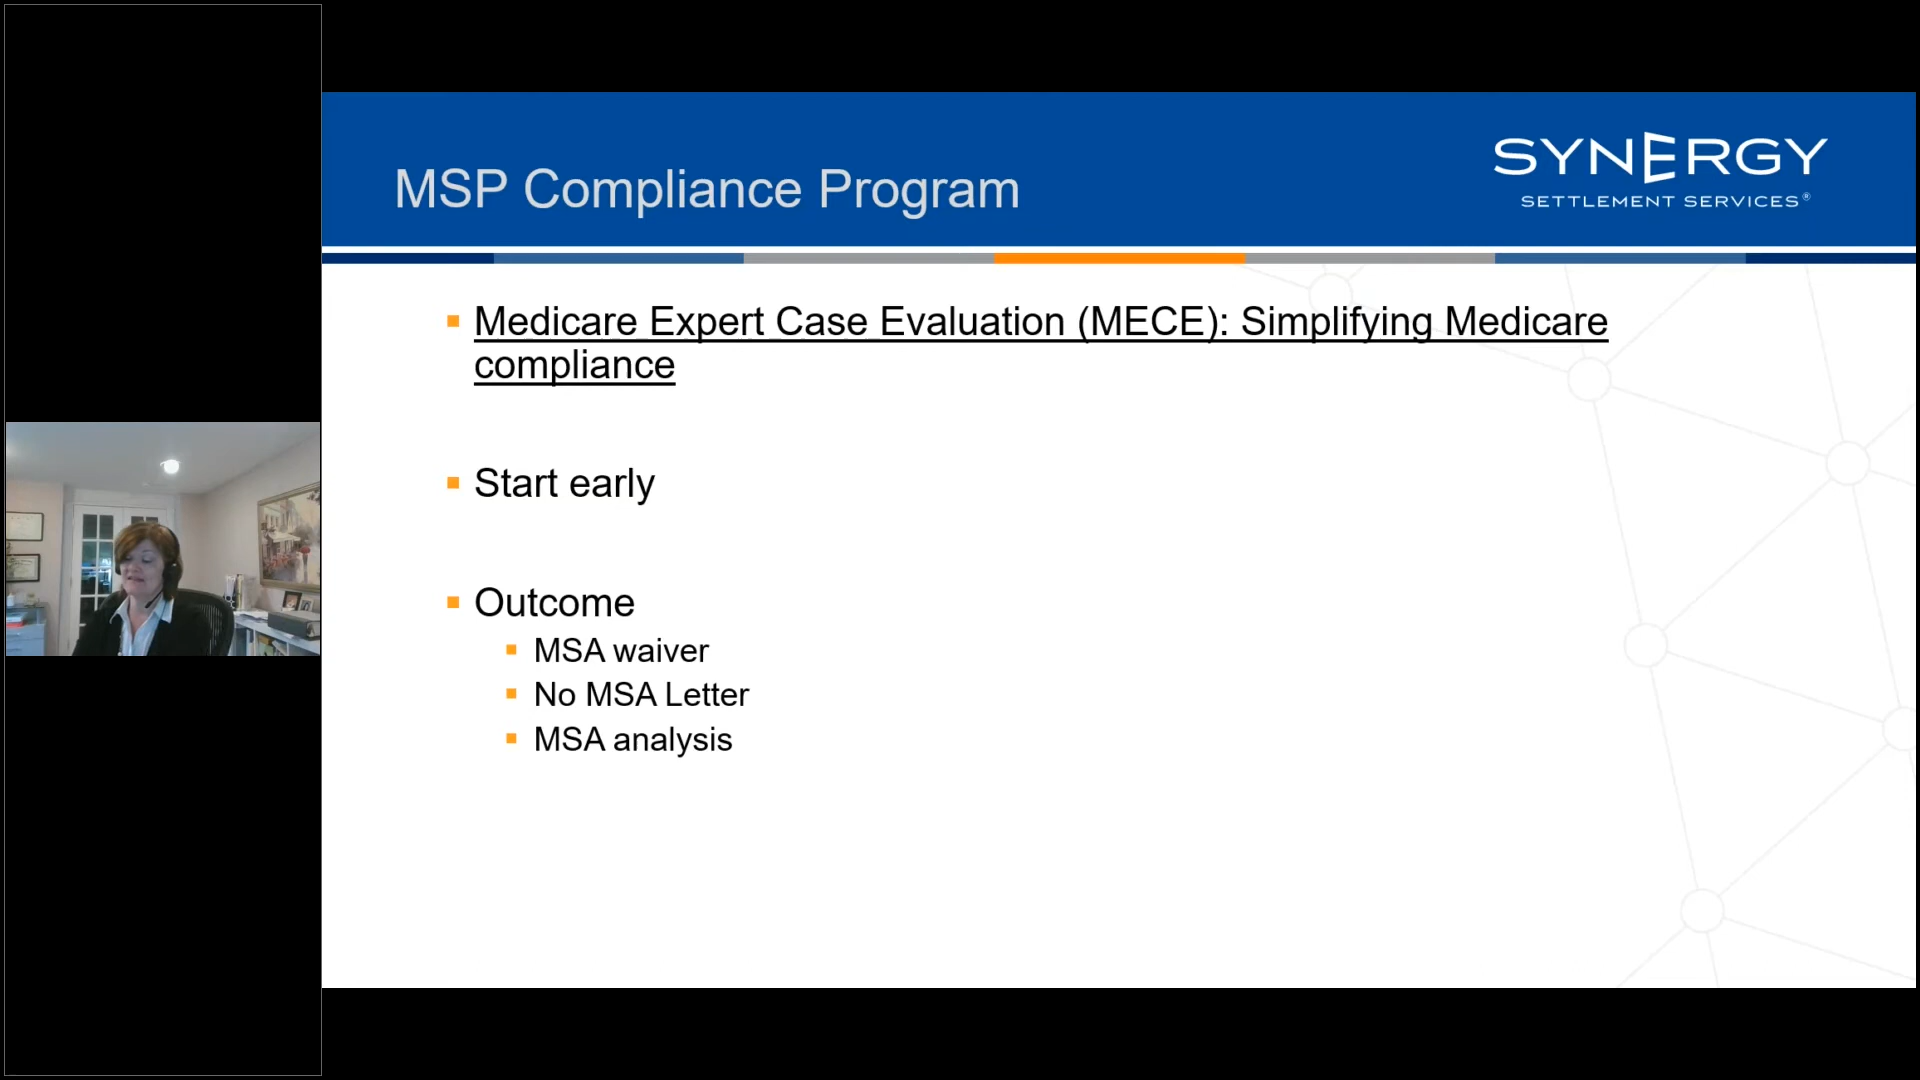 MSP Compliance Program
SYNERGY
SETTLEMENT SERVICES®
Medicare Expert Case Evaluation (MECE): Simplifying Medicare
compliance
Start early
Outcome
MSA waiver
No MSA Letter
MSA analysis